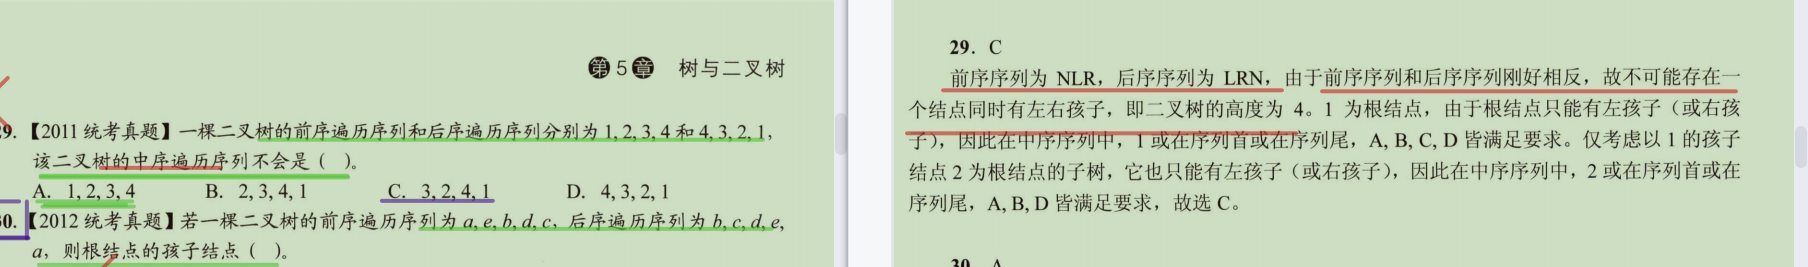 第5章 树与二叉树
29. 【2011统考真题】一棵二叉树的前序遍历序列和后序遍历序列分别为1, 2, 3, 4 和 4, 3, 2, 1,
该二叉树的中序遍历序列不会是（ ）。
A. 1, 2, 3, 4 B. 2, 3, 4, 1 C. 3, 2, 4, 1 D. 4, 3, 2, 1
30. 【2012统考真题】若一棵二叉树的前序遍历序列为 a, e, b, d, c，后序遍历序列为 b, c, d, e,
a，则根结点的孩子结点（ ）。
29. C
前序序列为 NLR，后序序列为 LRN，由于前序序列和后序序列刚好相反，故不可能存在一
个结点同时有左右孩子，即二叉树的高度为 4。1 为根结点，由于根结点只能有左孩子（或右孩
子），因此在中序序列中，1 或在序列首或在序列尾，A, B, C, D 皆满足要求。仅考虑以 1 的孩子
结点 2 为根结点的子树，它也只能有左孩子（或右孩子），因此在中序序列中，2 或在序列首或在
序列尾，A, B, D 皆满足要求，故选 C。
30. A